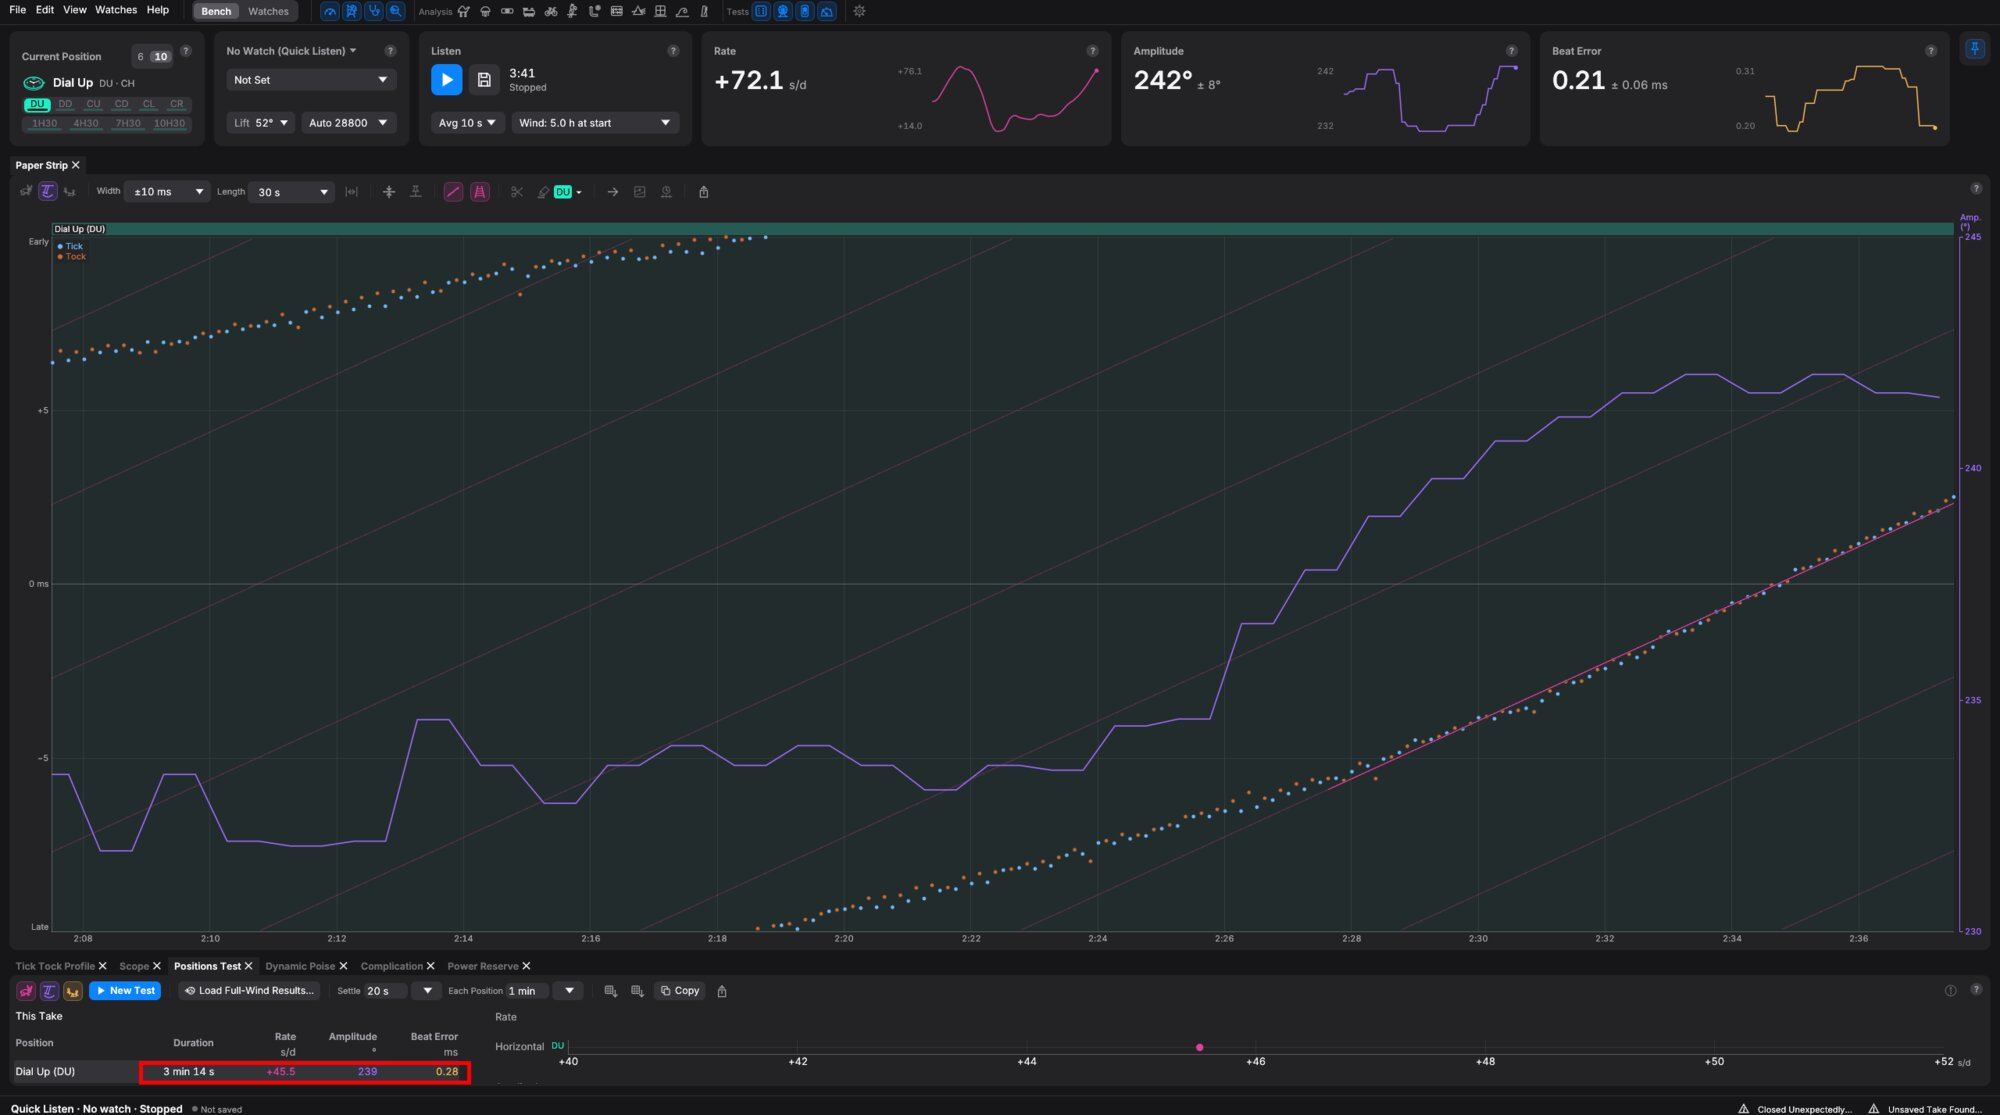 File Edit View Watches Help Bench Watches Analysis Tests
Current Position 6 10 ?
Dial Up DU · CH
DU DD CU CD CL CR
1H30 4H30 7H30 10H30
No Watch (Quick Listen) ?
Not Set
Lift 52° Auto 28800
Listen ?
3:41
Stopped
Avg 10 s Wind: 5.0 h at start
Rate ?
+72.1 s/d
+76.1
+14.0
Amplitude ?
242° ± 8°
242
232
Beat Error ?
0.21 ± 0.06 ms
0.31
0.20
Paper Strip
Width ±10 ms Length 30 s DU ?
Dial Up (DU)
Early
Tick
Tock
+5
0 ms
−5
Late
Amp.
(°)
245
240
235
230
2:08 2:10 2:12 2:14 2:16 2:18 2:20 2:22 2:24 2:26 2:28 2:30 2:32 2:34 2:36
Tick Tock Profile Scope Positions Test Dynamic Poise Complication Power Reserve
New Test Load Full-Wind Results... Settle 20 s Each Position 1 min Copy ?
This Take
Position Duration Rate Amplitude Beat Error
s/d ° ms
Dial Up (DU) 3 min 14 s +45.5 239 0.28
Rate
Horizontal DU
+40 +42 +44 +46 +48 +50 +52 s/d
Quick Listen · No watch · Stopped Not saved Closed Unexpectedly... Unsaved Take Found...